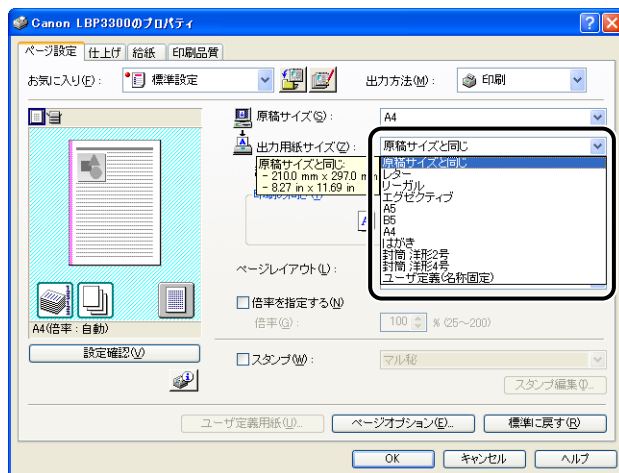 Canon LBP3300のプロパティ
ページ設定 仕上げ 給紙 印刷品質
お気に入り(F): 標準設定 出力方法(M): 印刷
原稿サイズ(S): A4
出力用紙サイズ(Z): 原稿サイズと同じ
原稿サイズと同じ:
- 210.0 mm x 297.0 m
- 8.27 in x 11.69 in
原稿サイズと同じ
レター
リーガル
エグゼクティブ
A5
B5
A4
はがき
封筒 洋形2号
封筒 洋形4号
ユーザ定義(名称固定)
A
ページレイアウト(L):
倍率を指定する(N)
倍率(G): 100 % (25~200)
A4(倍率:自動)
設定確認(V)
スタンプ(W): マル秘
スタンプ編集(I)...
ユーザ定義用紙(U)... ページオプション(E)... 標準に戻す(R)
OK キャンセル ヘルプ